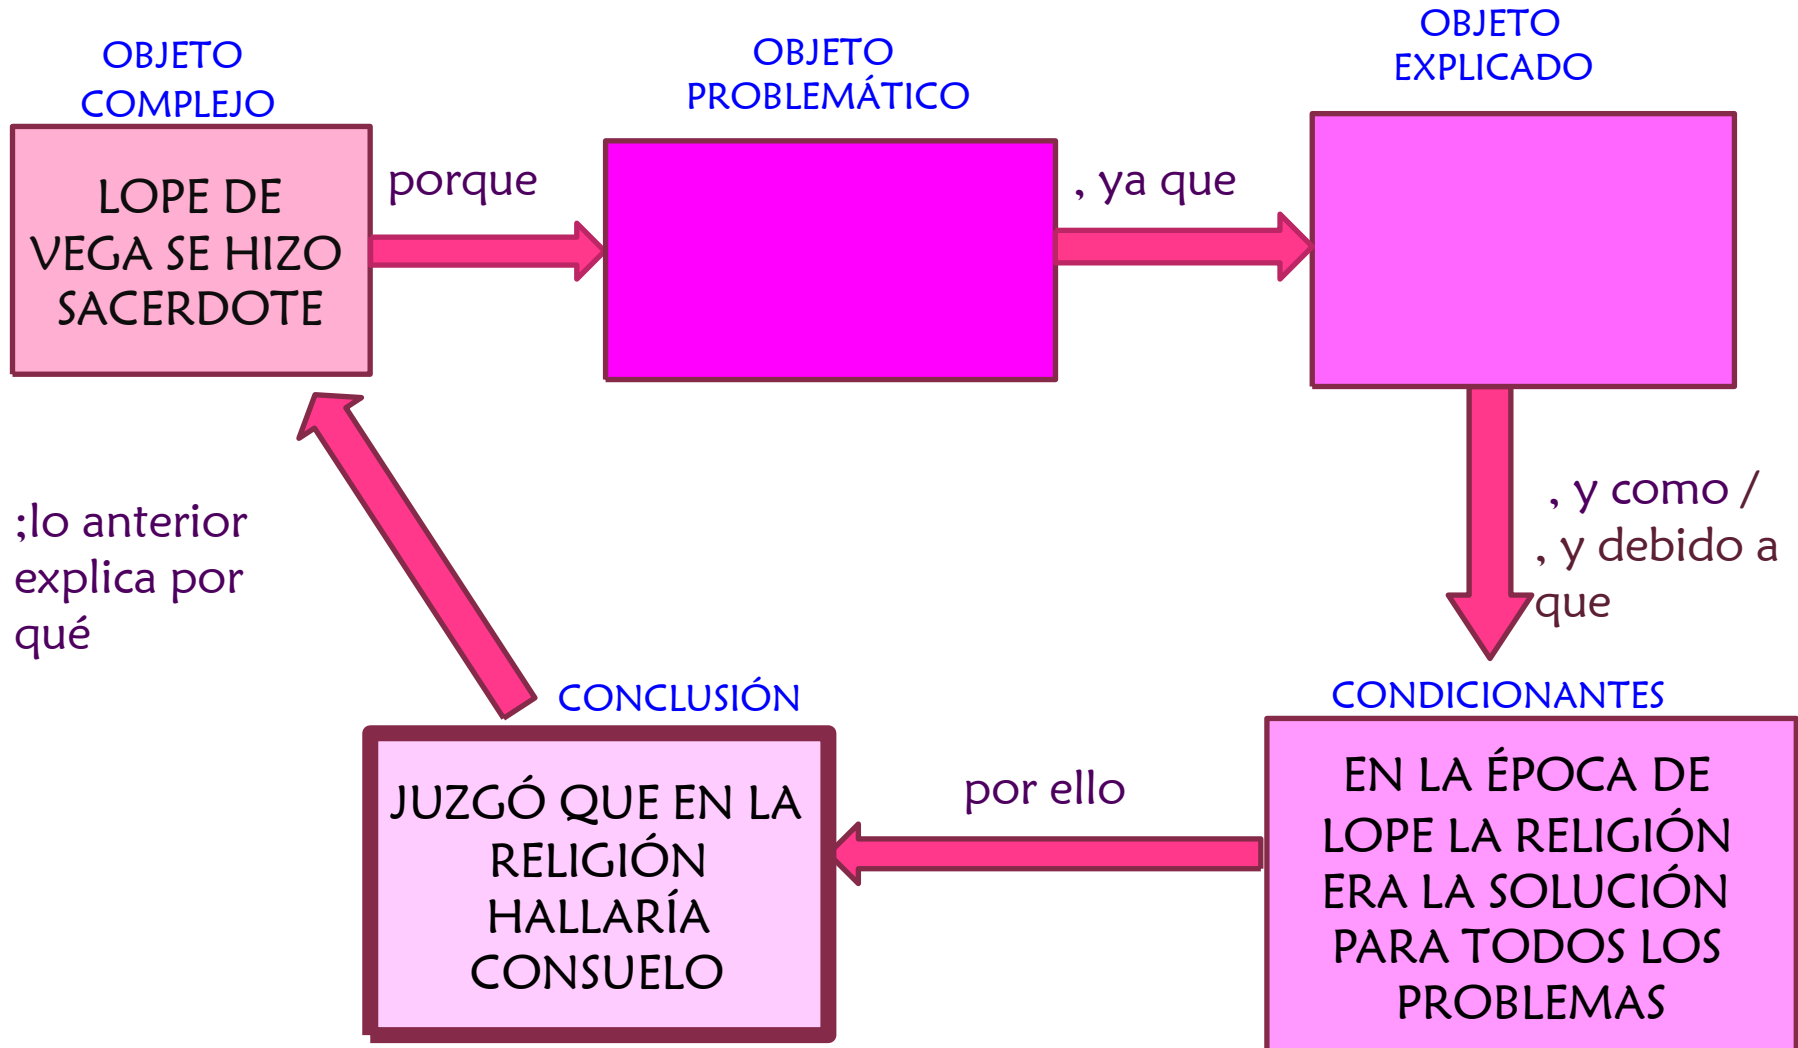 OBJETO
COMPLEJO
LOPE DE
VEGA SE HIZO
SACERDOTE
porque
OBJETO
PROBLEMÁTICO
, ya que
OBJETO
EXPLICADO
, y como /
, y debido a
que
CONDICIONANTES
EN LA ÉPOCA DE
LOPE LA RELIGIÓN
ERA LA SOLUCIÓN
PARA TODOS LOS
PROBLEMAS
por ello
CONCLUSIÓN
JUZGÓ QUE EN LA
RELIGIÓN
HALLARÍA
CONSUELO
;lo anterior
explica por
qué